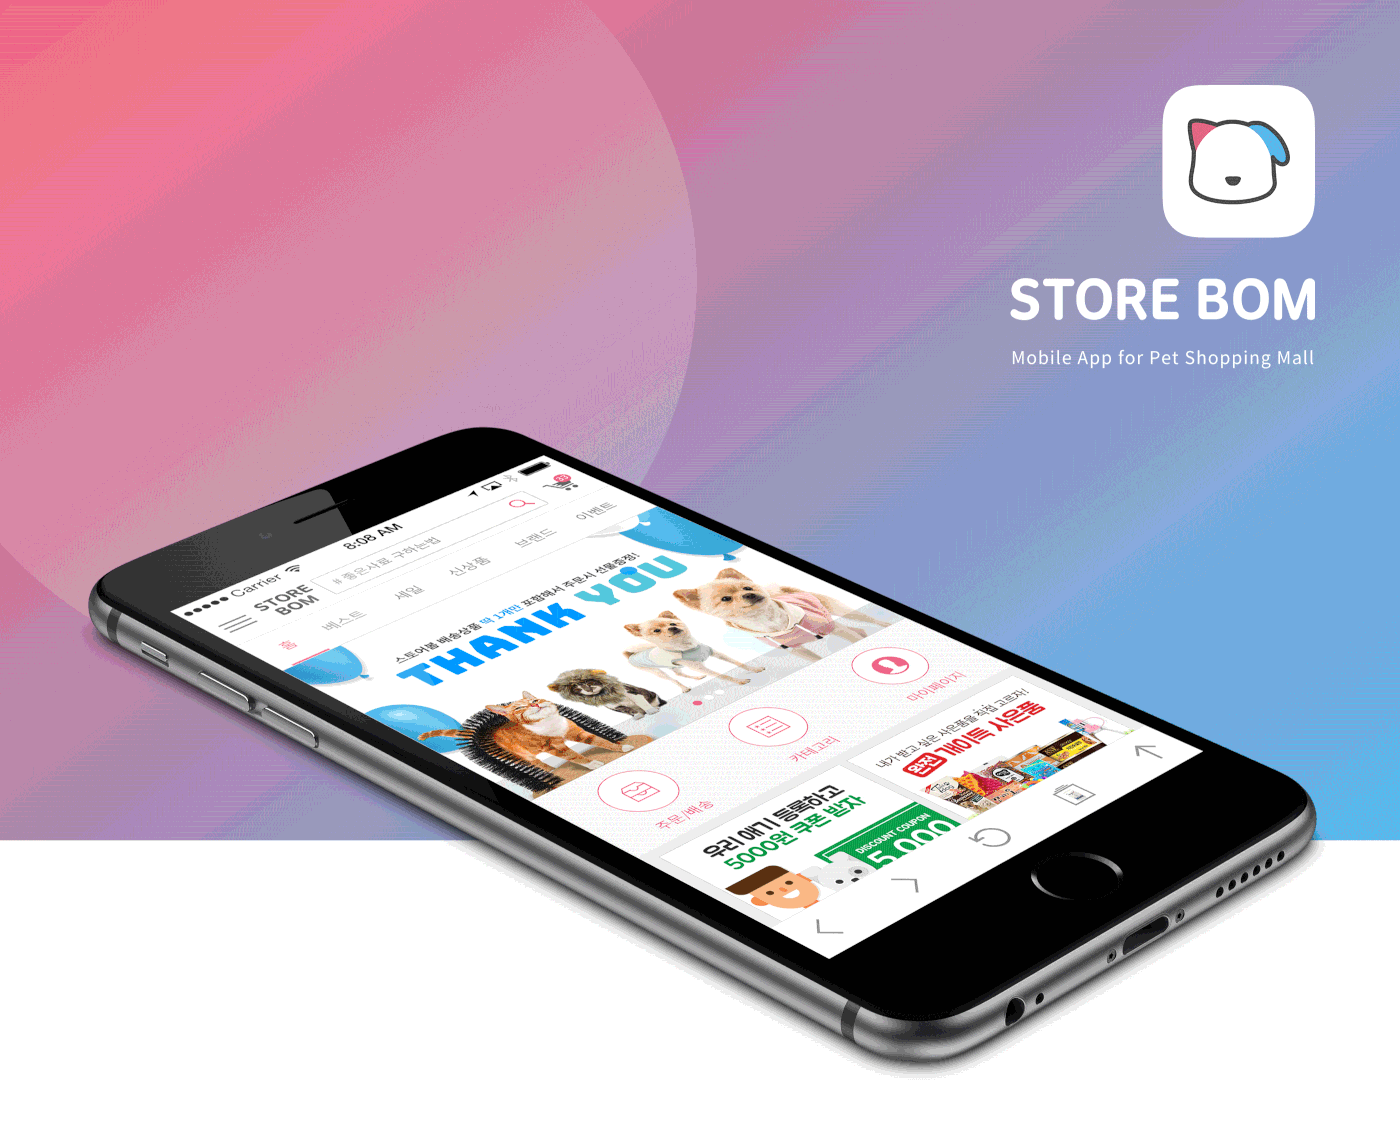 STORE BOM
Mobile App for Pet Shopping Mall
Carrier
8:08 AM
STORE
BOM
# 좋은사료 구하는법
홈
베스트
세일
신상품
브랜드
이벤트
스토어봄 배송상품 딱 1개만 포함해서 주문시 선물증정!
THANK YOU
주문/배송
카테고리
마이페이지
우리 애기 등록하고
5000원 쿠폰 받자
DISCOUNT COUPON
5,000
내가 받고 싶은 사은품을 직접 고르자!
완전 개이득 사은품